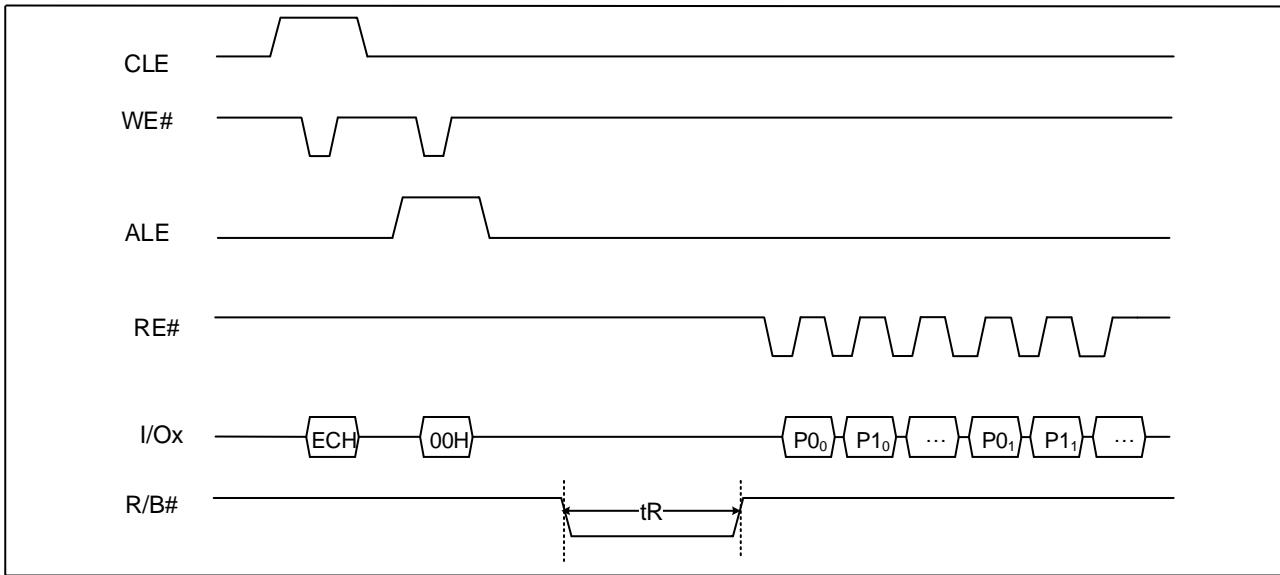 CLE
WE#
ALE
RE#
I/Ox ECH 00H P0₀ P1₀ … P0₁ P1₁ …
R/B# tR